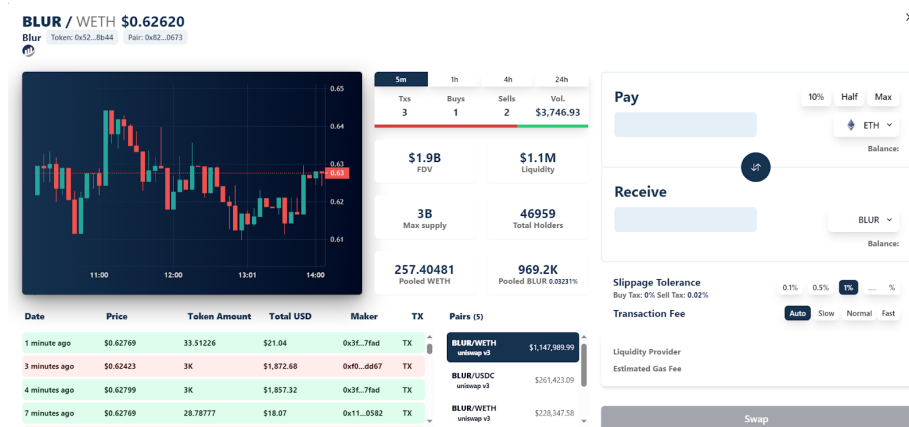 BLUR / WETH $0.62620
Blur Token: 0x52...8b44 Pair: 0x82...0673
0.65
0.64
0.63
0.63
0.62
0.61
11:00 12:00 13:01 14:00
5m 1h 4h 24h
Txs Buys Sells Vol.
3 1 2 $3,746.93
$1.9B $1.1M
FDV Liquidity
3B 46959
Max supply Total Holders
257.40481 969.2K
Pooled WETH Pooled BLUR 0.03231%
Pay 10% Half Max
ETH
Balance:
Receive
BLUR
Balance:
Slippage Tolerance 0.1% 0.5% 1% .... %
Buy Tax: 0% Sell Tax: 0.02%
Transaction Fee Auto Slow Normal Fast
Liquidity Provider
Estimated Gas Fee
Swap
Date Price Token Amount Total USD Maker TX
1 minute ago $0.62769 33.51226 $21.04 0x3f...7fad TX
3 minutes ago $0.62423 3K $1,872.68 0xf0...dd67 TX
4 minutes ago $0.62799 3K $1,857.32 0x3f...7fad TX
7 minutes ago $0.62769 28.78777 $18.07 0x11...0582 TX
Pairs (5)
BLUR/WETH $1,147,989.99
uniswap v3
BLUR/USDC $261,423.09
uniswap v3
BLUR/WETH $228,347.58
uniswap v3